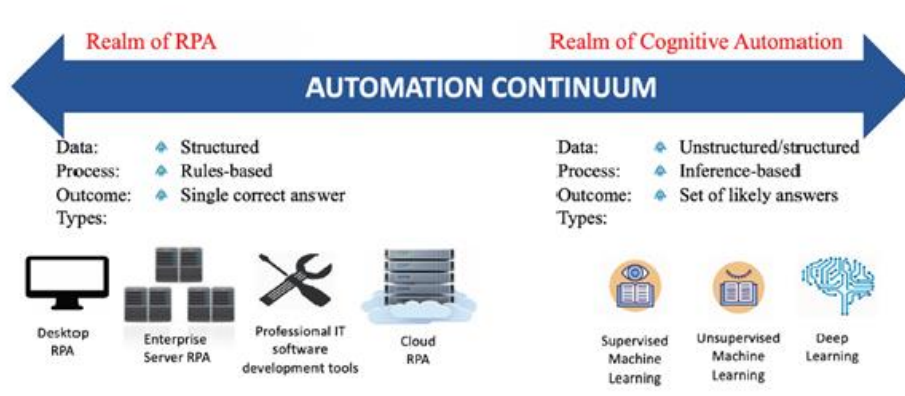 Realm of RPA
Realm of Cognitive Automation
AUTOMATION CONTINUUM
Data: Structured
Process: Rules-based
Outcome: Single correct answer
Types:
Data: Unstructured/structured
Process: Inference-based
Outcome: Set of likely answers
Types:
Desktop
RPA
Enterprise
Server RPA
Professional IT
software
development tools
Cloud
RPA
Supervised
Machine
Learning
Unsupervised
Machine
Learning
Deep
Learning